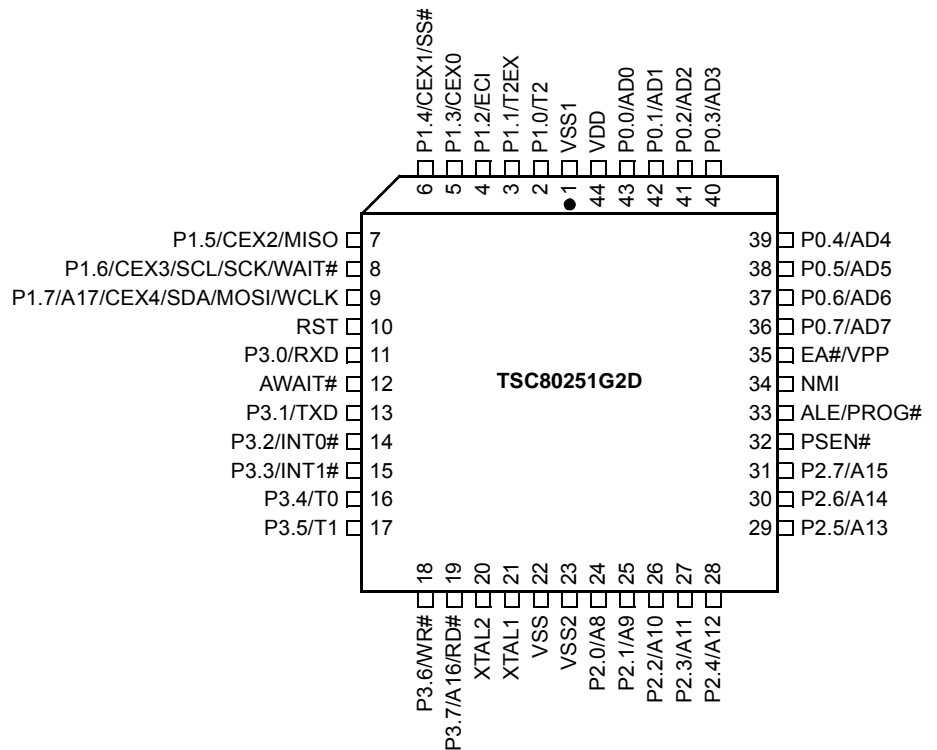 P1.4/CEX1/SS#
P1.3/CEX0
P1.2/ECI
P1.1/T2EX
P1.0/T2
VSS1
VDD
P0.0/AD0
P0.1/AD1
P0.2/AD2
P0.3/AD3
6
5
4
3
2
1
44
43
42
41
40
P1.5/CEX2/MISO 7
P1.6/CEX3/SCL/SCK/WAIT# 8
P1.7/A17/CEX4/SDA/MOSI/WCLK 9
RST 10
P3.0/RXD 11
AWAIT# 12
P3.1/TXD 13
P3.2/INT0# 14
P3.3/INT1# 15
P3.4/T0 16
P3.5/T1 17
TSC80251G2D
39 P0.4/AD4
38 P0.5/AD5
37 P0.6/AD6
36 P0.7/AD7
35 EA#/VPP
34 NMI
33 ALE/PROG#
32 PSEN#
31 P2.7/A15
30 P2.6/A14
29 P2.5/A13
18
19
20
21
22
23
24
25
26
27
28
P3.6/WR#
P3.7/A16/RD#
XTAL2
XTAL1
VSS
VSS2
P2.0/A8
P2.1/A9
P2.2/A10
P2.3/A11
P2.4/A12